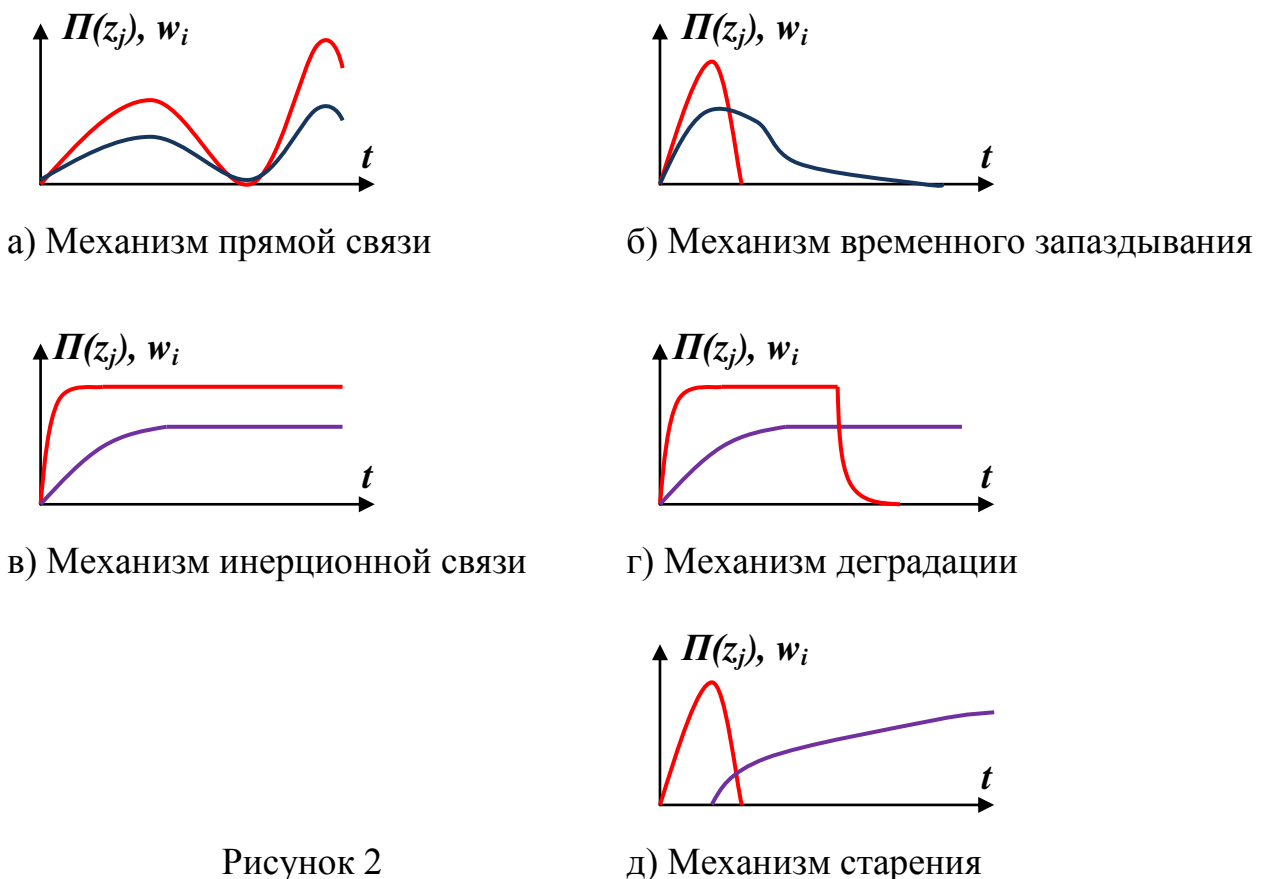 П(zj), wi
t
а) Механизм прямой связи
П(zj), wi
t
б) Механизм временного запаздывания
П(zj), wi
t
в) Механизм инерционной связи
П(zj), wi
t
г) Механизм деградации
П(zj), wi
t
Рисунок 2
д) Механизм старения